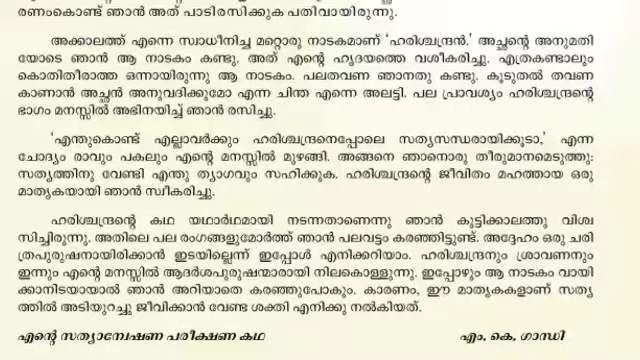 രണംകൊണ്ട് ഞാൻ അത് പാടിരസിക്കുക പതിവായിരുന്നു.
അക്കാലത്ത് എന്നെ സ്വാധീനിച്ച മറ്റൊരു നാടകമാണ് ‘ഹരിശ്ചന്ദ്രൻ.’ അച്ഛന്റെ അനുമതി
യോടെ ഞാൻ ആ നാടകം കണ്ടു. അത് എന്റെ ഹൃദയത്തെ വശീകരിച്ചു. എത്രകണ്ടാലും
കൊതിതീരാത്ത ഒന്നായിരുന്നു ആ നാടകം. പലതവണ ഞാനതു കണ്ടു. കൂടുതൽ തവണ
കാണാൻ അച്ഛൻ അനുവദിക്കുമോ എന്ന ചിന്ത എന്നെ അലട്ടി. പല പ്രാവശ്യം ഹരിശ്ചന്ദ്രന്റെ
ഭാഗം മനസ്സിൽ അഭിനയിച്ച് ഞാൻ രസിച്ചു.
‘എന്തുകൊണ്ട് എല്ലാവർക്കും ഹരിശ്ചന്ദ്രനെപ്പോലെ സത്യസന്ധരായിക്കൂടാ,’ എന്ന
ചോദ്യം രാവും പകലും എന്റെ മനസ്സിൽ മുഴങ്ങി. അങ്ങനെ ഞാനൊരു തീരുമാനമെടുത്തു:
സത്യത്തിനു വേണ്ടി എന്തു ത്യാഗവും സഹിക്കുക. ഹരിശ്ചന്ദ്രന്റെ ജീവിതം മഹത്തായ ഒരു
മാതൃകയായി ഞാൻ സ്വീകരിച്ചു.
ഹരിശ്ചന്ദ്രന്റെ കഥ യഥാർഥമായി നടന്നതാണെന്നു ഞാൻ കുട്ടിക്കാലത്തു വിശ്വ
സിച്ചിരുന്നു. അതിലെ പല രംഗങ്ങളുമോർത്ത് ഞാൻ പലവട്ടം കരഞ്ഞിട്ടുണ്ട്. അദ്ദേഹം ഒരു ചരി
ത്രപുരുഷനായിരിക്കാൻ ഇടയില്ലെന്ന് ഇപ്പോൾ എനിക്കറിയാം. ഹരിശ്ചന്ദ്രനും ശ്രാവണനും
ഇന്നും എന്റെ മനസിൽ ആദർശപുരുഷന്മാരായി നിലകൊള്ളുന്നു. ഇപ്പോഴും ആ നാടകം വായി
ക്കാനിടയായാൽ ഞാൻ അറിയാതെ കരഞ്ഞുപോകും. കാരണം, ഈ മാതൃകകളാണ് സത്യ
ത്തിൽ അടിയുറച്ചു ജീവിക്കാൻ വേണ്ട ശക്തി എനിക്കു നൽകിയത്.
എന്റെ സത്യാന്വേഷണ പരീക്ഷണ കഥ എം. കെ. ഗാന്ധി